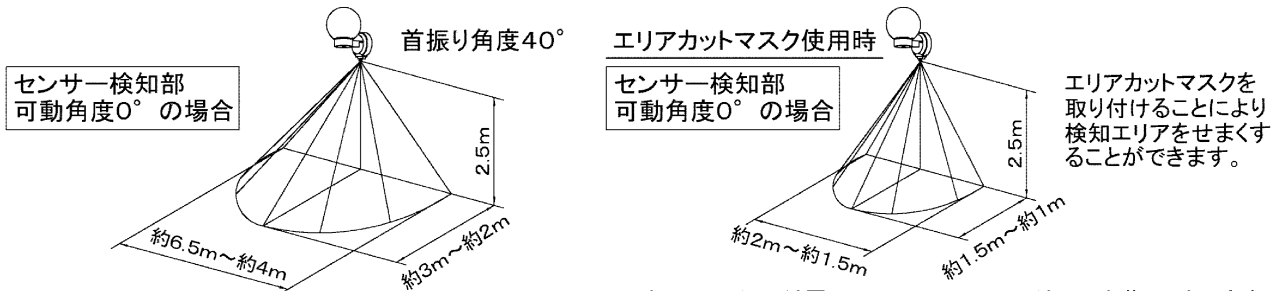 首振り角度40°
センサー検知部
可動角度0°の場合
2.5m
約6.5m～約4m
約3m～約2m
エリアカットマスク使用時
センサー検知部
可動角度0°の場合
2.5m
約2m～約1.5m
約1.5m～約1m
エリアカットマスクを
取り付けることにより
検知エリアをせまくす
ることができます。